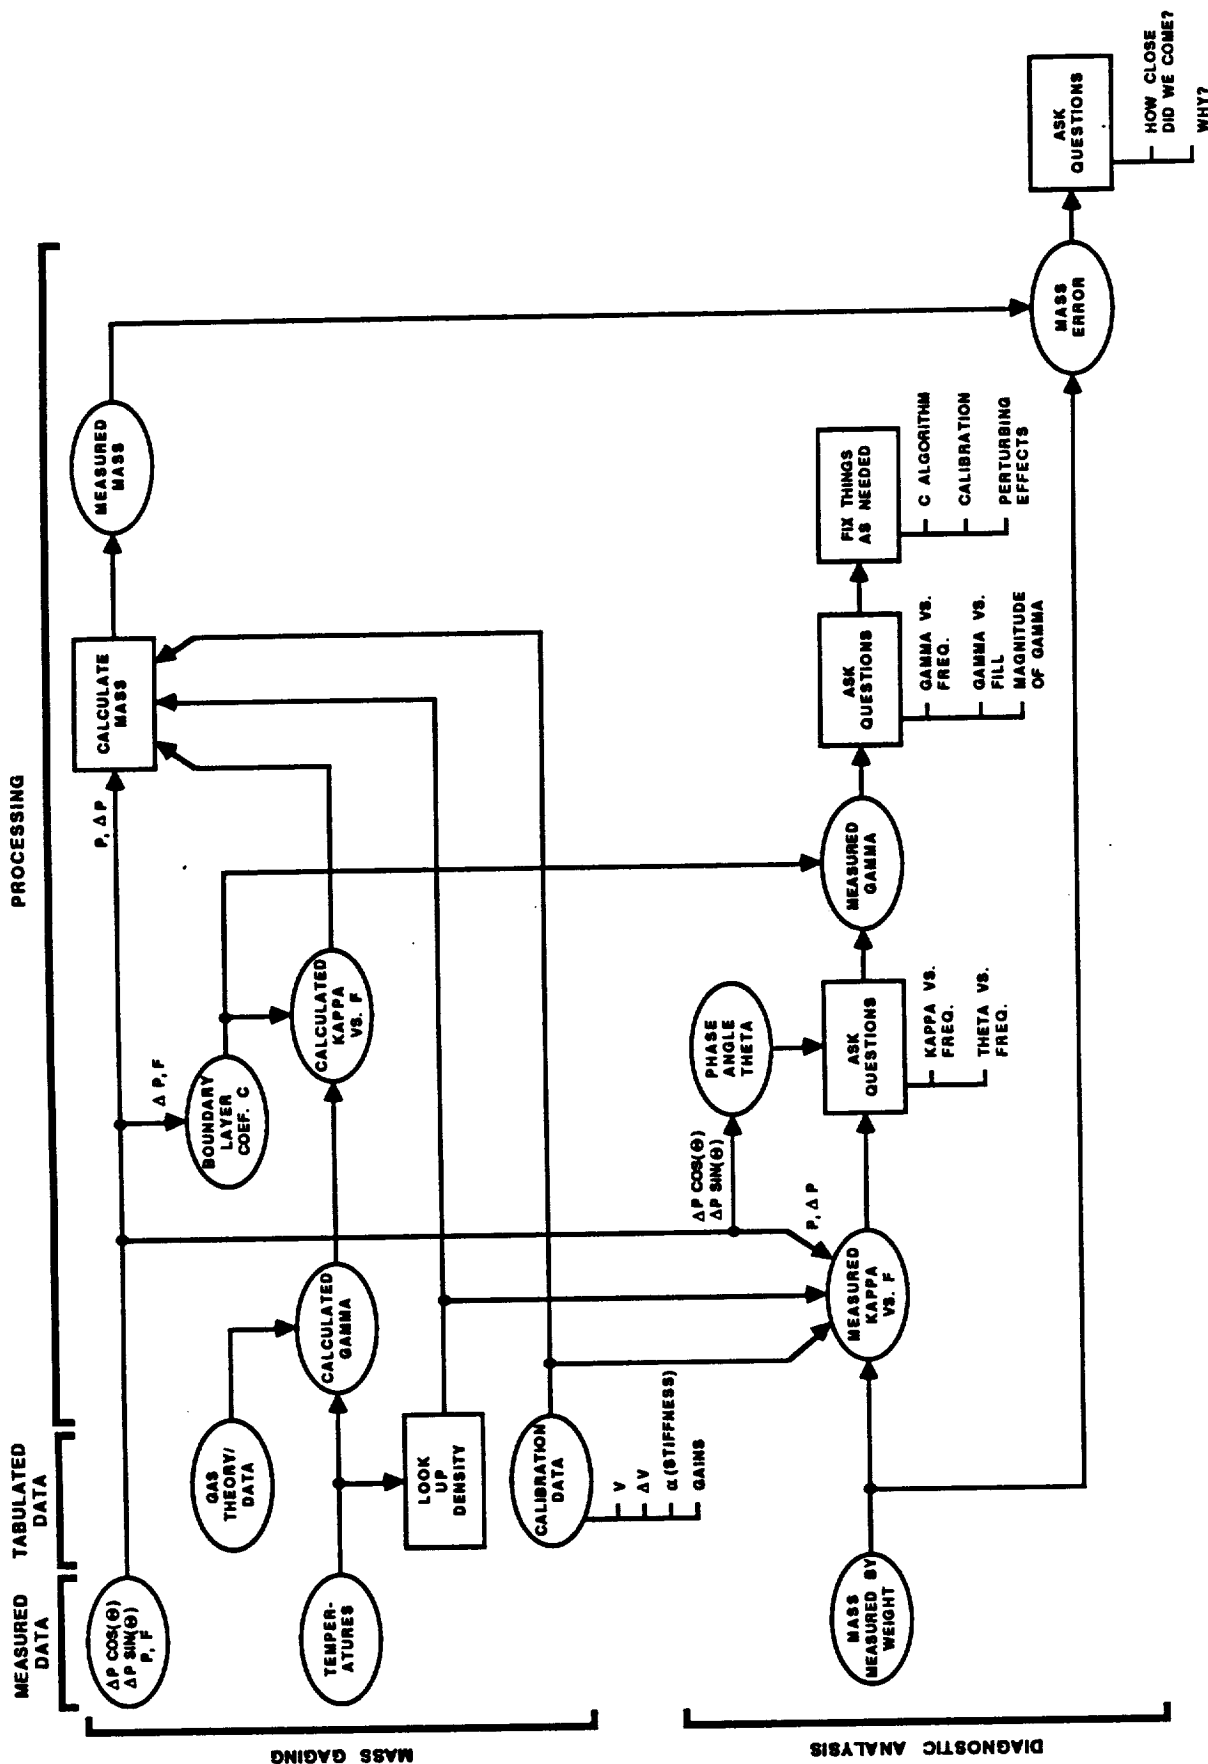 MEASURED
DATA
TABULATED
DATA
PROCESSING
MASS GAGING
DIAGNOSTIC ANALYSIS
ΔP COS(Θ)
ΔP SIN(Θ)
P, F
P, ΔP
CALCULATE
MASS
MEASURED
MASS
ΔP, F
BOUNDARY
LAYER
COEF. C
GAS
THEORY/
DATA
TEMPER-
ATURES
CALCULATED
GAMMA
CALCULATED
KAPPA
VS. F
LOOK
UP
DENSITY
CALIBRATION
DATA
V
ΔV
α (STIFFNESS)
GAINS
ΔP COS(Θ)
ΔP SIN(Θ)
PHASE
ANGLE
THETA
P, ΔP
MASS
MEASURED BY
WEIGHT
MEASURED
KAPPA
VS. F
ASK
QUESTIONS
KAPPA VS.
FREQ.
THETA VS.
FREQ.
MEASURED
GAMMA
ASK
QUESTIONS
GAMMA VS.
FREQ.
GAMMA VS.
FILL
MAGNITUDE
OF GAMMA
FIX THINGS
AS NEEDED
C ALGORITHM
CALIBRATION
PERTURBING
EFFECTS
MASS
ERROR
ASK
QUESTIONS
HOW CLOSE
DID WE COME?
WHY?